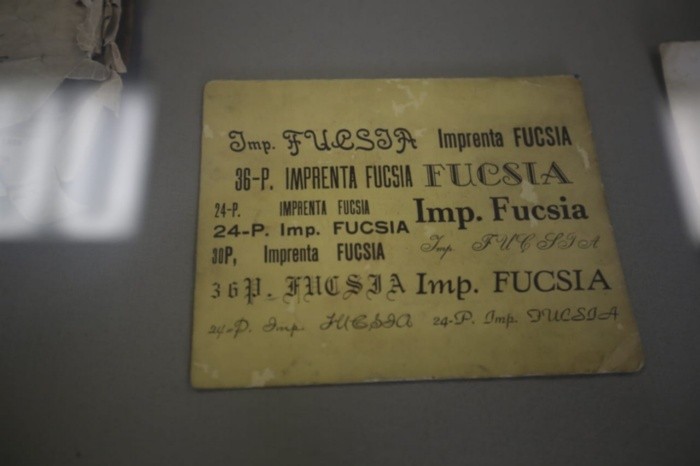 Imp. FUCSIA Imprenta FUCSIA
36-P. IMPRENTA FUCSIA FUCSIA
24-P. IMPRENTA FUCSIA Imp. Fucsia
24-P. Imp. FUCSIA
30P, Imprenta FUCSIA Imp FUCSIA
36P. FUCSIA Imp. FUCSIA
24-P. Imp. FUCSIA 24-P. Imp. FUCSIA